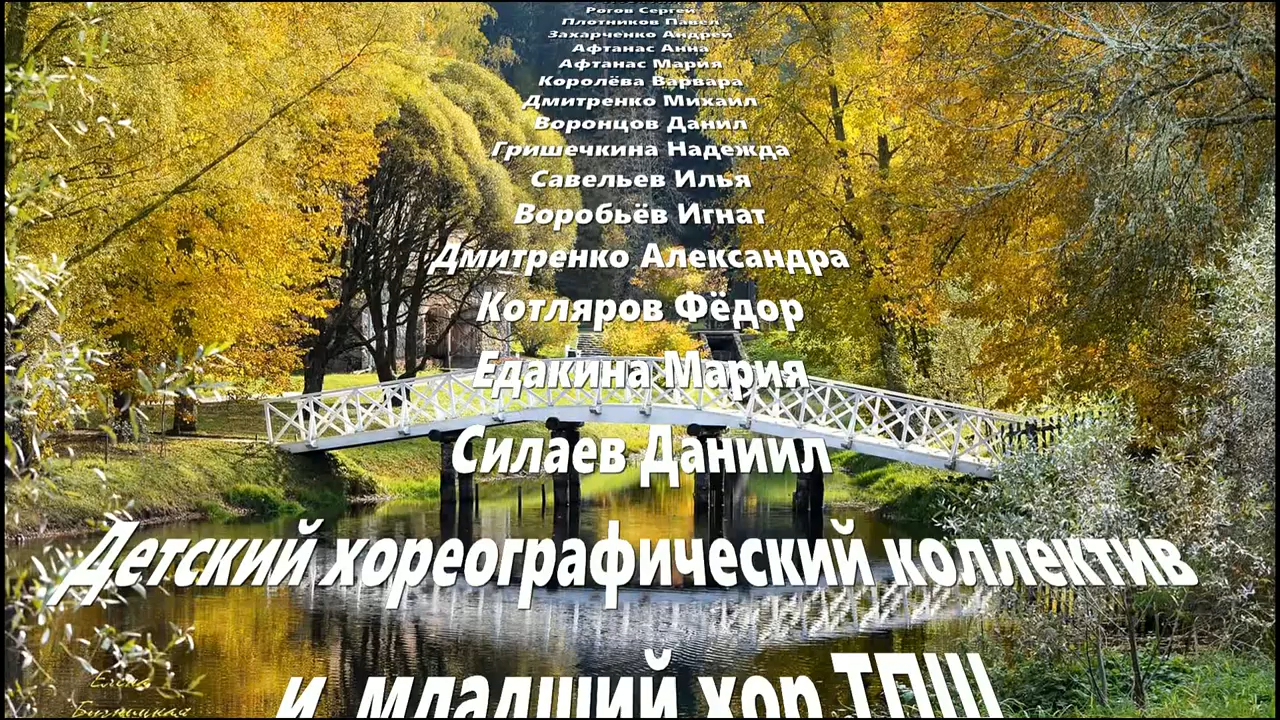 Рогов Сергей
Плотников Павел
Захарченко Андрей
Афтанас Анна
Афтанас Мария
Королёва Варвара
Дмитренко Михаил
Воронцов Данил
Гришечкина Надежда
Савельев Илья
Воробьёв Игнат
Дмитренко Александра
Котляров Фёдор
Едакина Мария
Силаев Даниил
Детский хореографический коллектив
и младший хор ТПШ
Елена